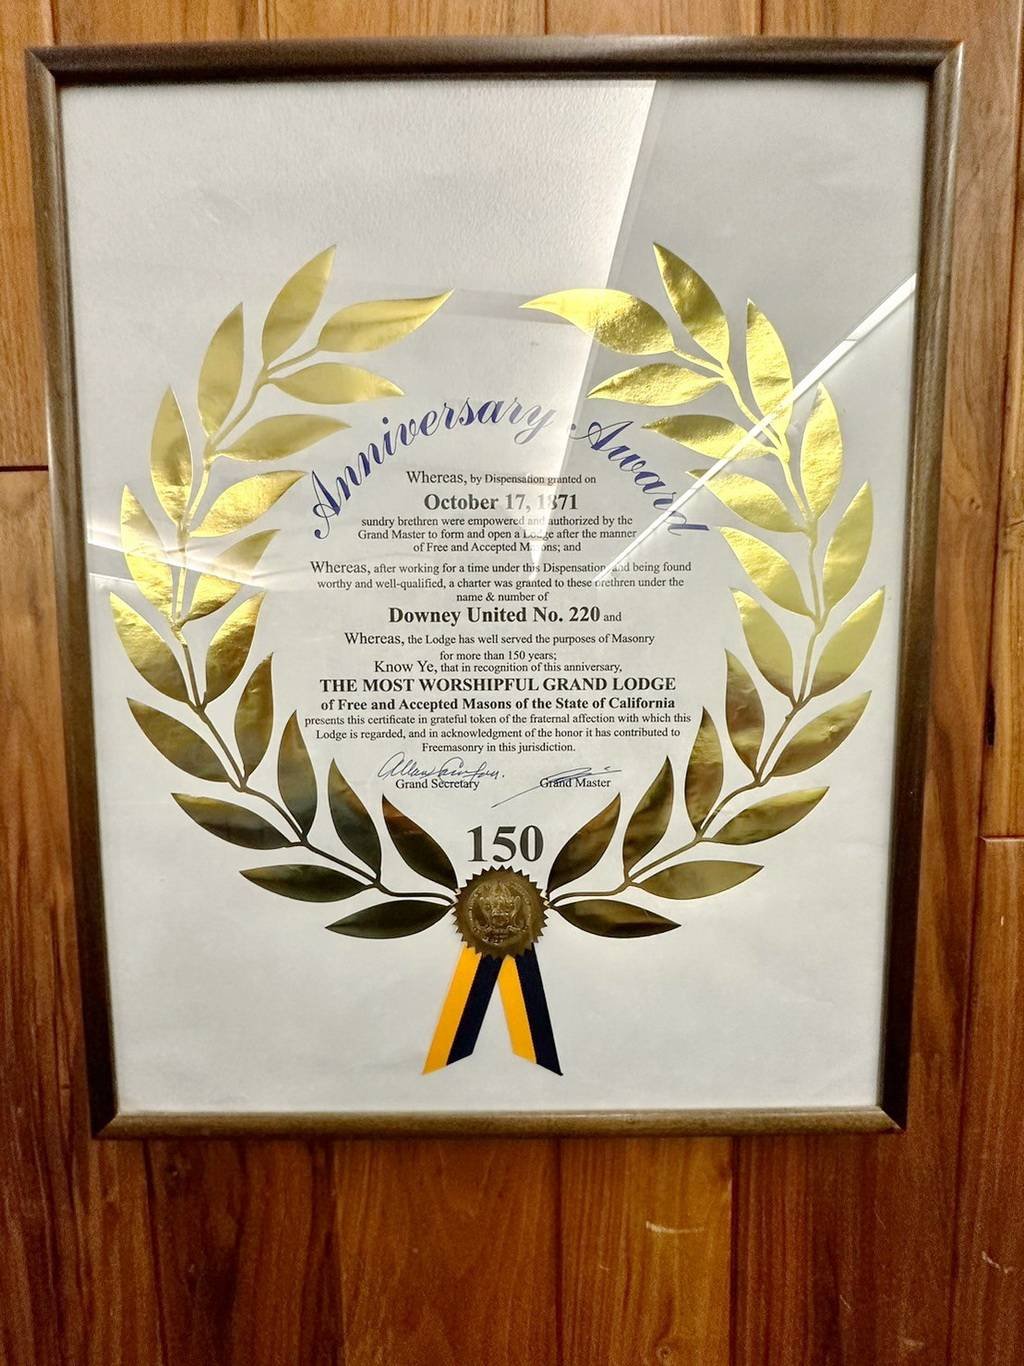 Anniversary Award
Whereas, by Dispensation granted on
October 17, 1871
sundry brethren were empowered and authorized by the
Grand Master to form and open a Lodge after the manner
of Free and Accepted Masons; and
Whereas, after working for a time under this Dispensation, and being found
worthy and well-qualified, a charter was granted to these brethren under the
name & number of
Downey United No. 220 and
Whereas, the Lodge has well served the purposes of Masonry
for more than 150 years;
Know Ye, that in recognition of this anniversary,
THE MOST WORSHIPFUL GRAND LODGE
of Free and Accepted Masons of the State of California
presents this certificate in grateful token of the fraternal affection with which this
Lodge is regarded, and in acknowledgment of the honor it has contributed to
Freemasonry in this jurisdiction.
Grand Secretary Grand Master
150